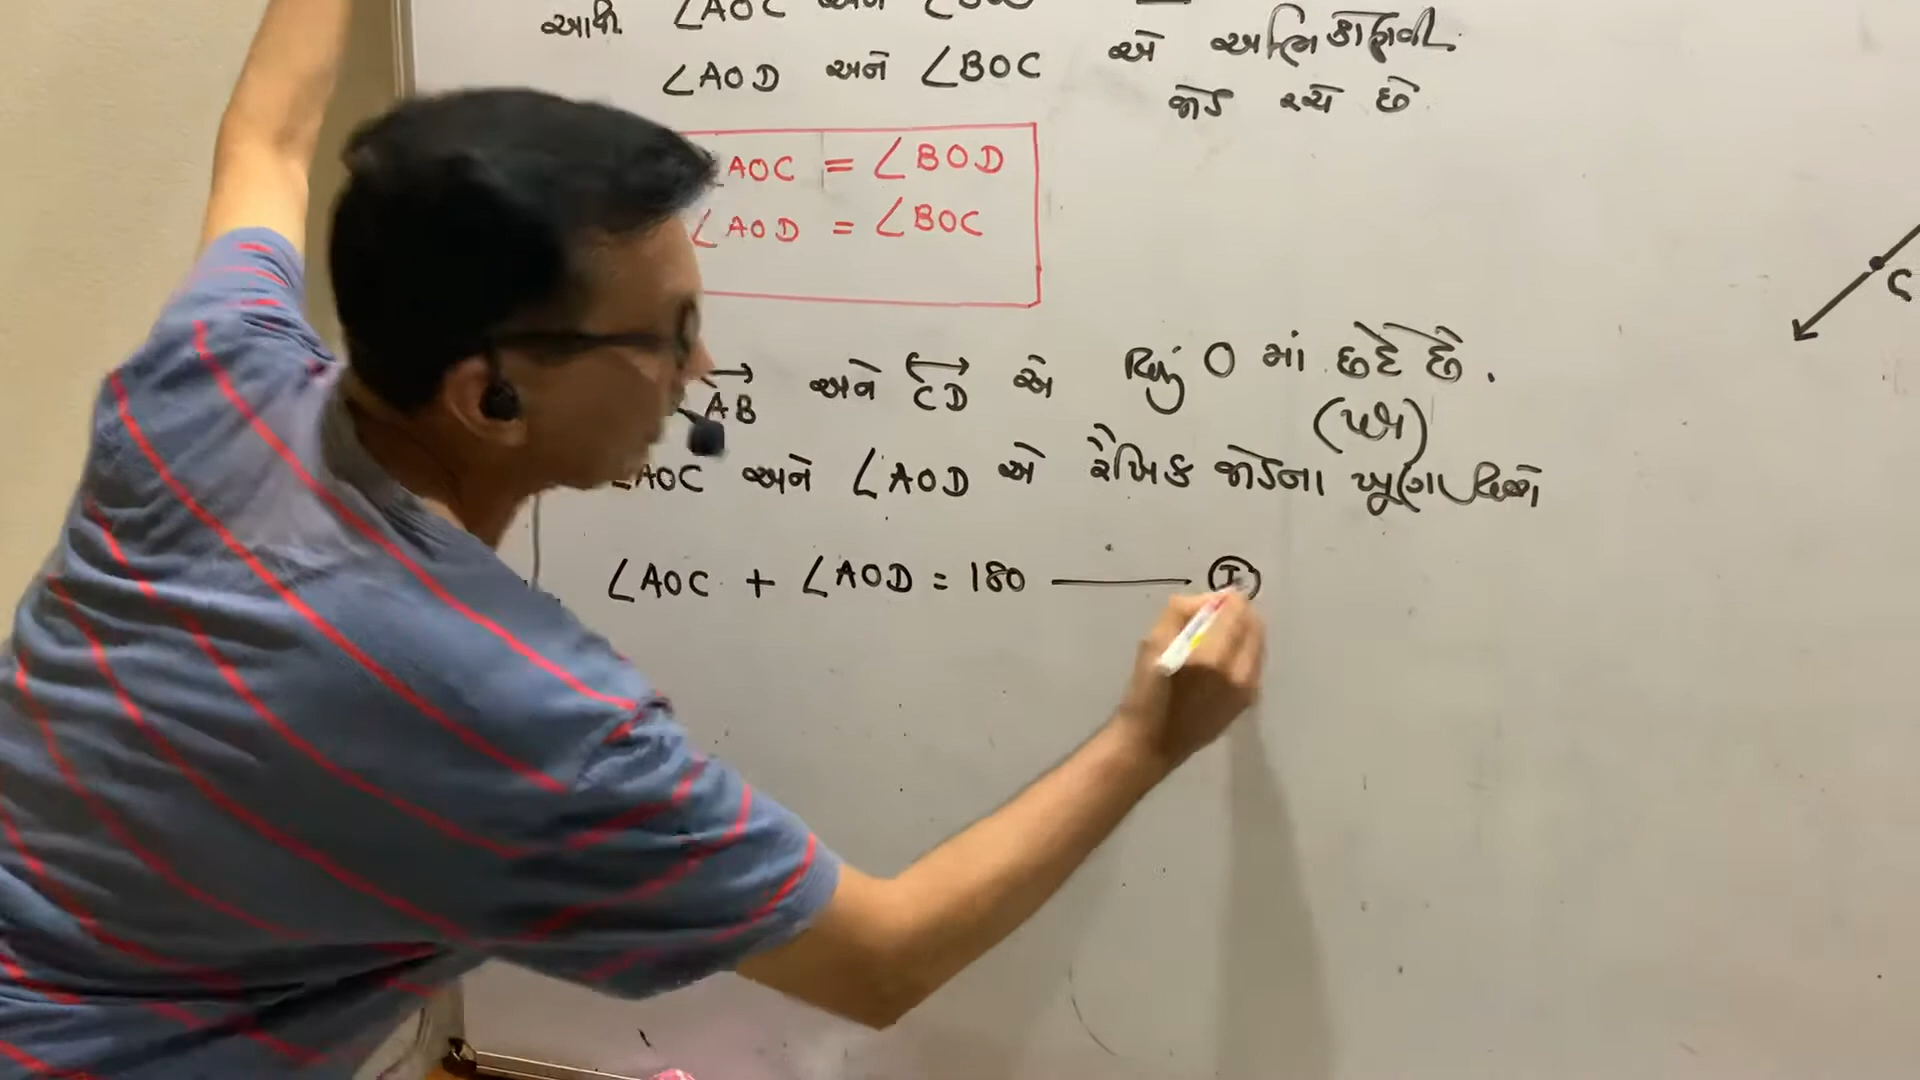 આથી ∠AOC અને
∠AOD અને ∠BOC એ અભિકોણની
જોડ રચે છે
∠AOC = ∠BOD
∠AOD = ∠BOC
AB અને CD એ બિંદુ O માં છેદે છે.
(પક્ષ)
∠AOC અને ∠AOD એ રૈખિક જોડના ખૂણા
∠AOC + ∠AOD = 180 ——— I
C